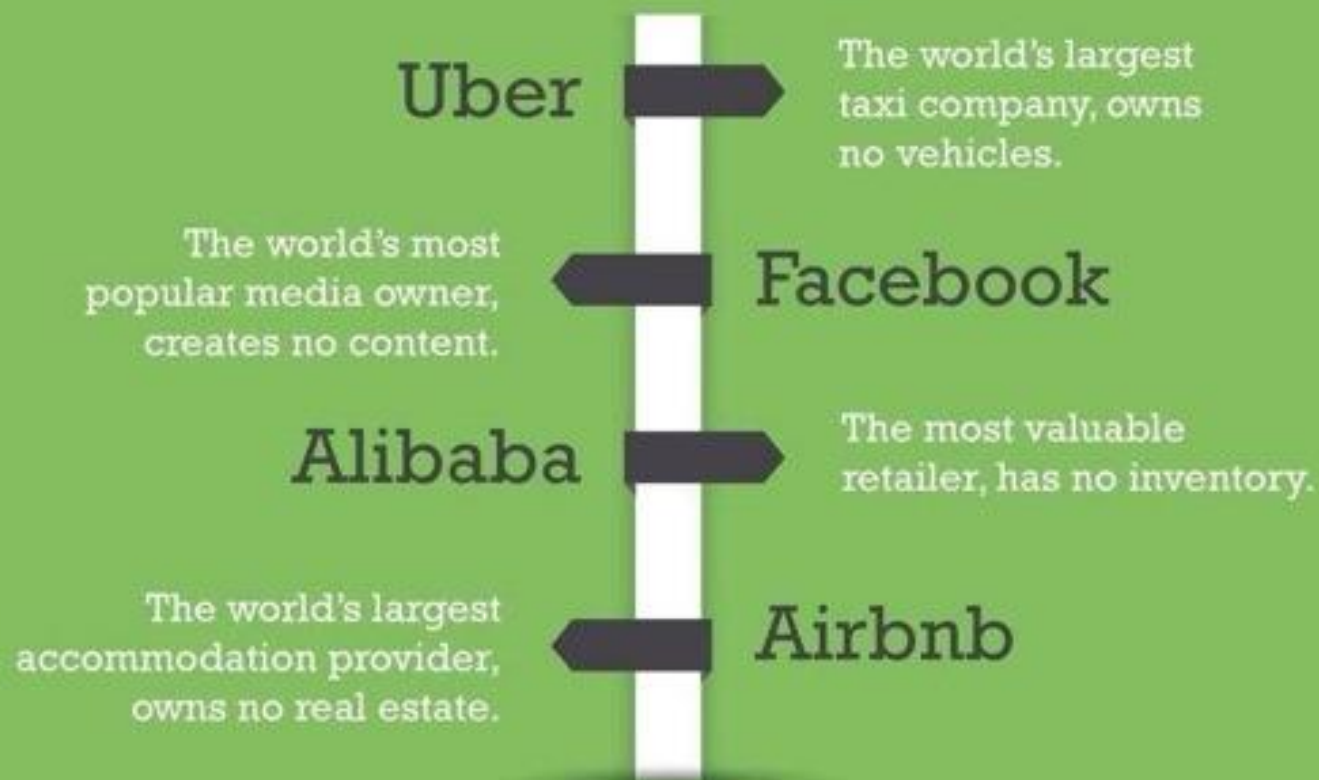 Uber
The world's largest
taxi company, owns
no vehicles.
The world's most
popular media owner,
creates no content.
Facebook
Alibaba
The most valuable
retailer, has no inventory.
The world's largest
accommodation provider,
owns no real estate.
Airbnb